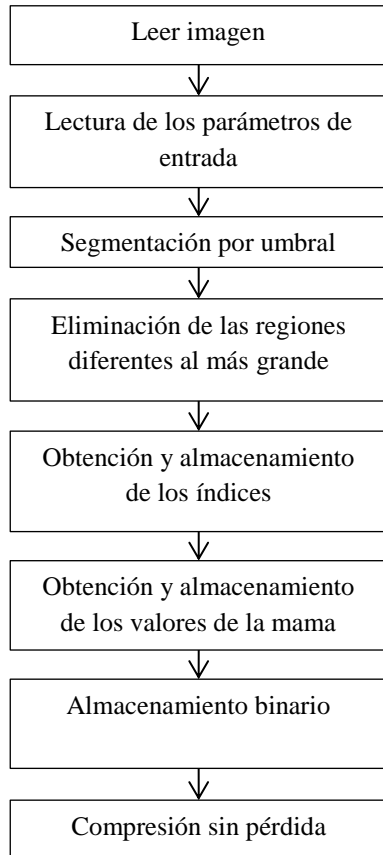 Leer imagen
Lectura de los parámetros de
entrada
Segmentación por umbral
Eliminación de las regiones
diferentes al más grande
Obtención y almacenamiento
de los índices
Obtención y almacenamiento
de los valores de la mama
Almacenamiento binario
Compresión sin pérdida